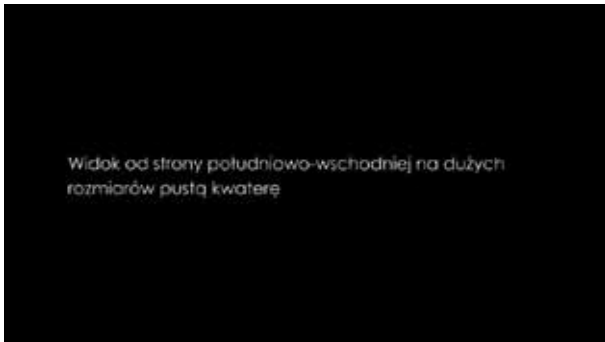 Widok od strony południowo-wschodniej na dużych
rozmiarów pustą kwaterę